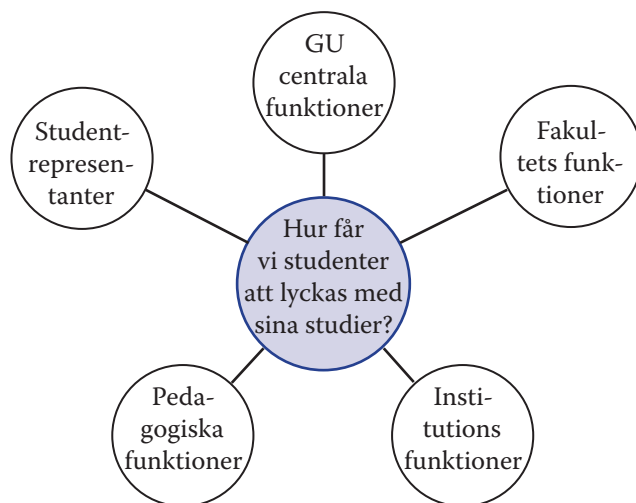 GU
centrala
funktioner
Student-
represen-
tanter
Fakul-
tets funk-
tioner
Hur får
vi studenter
att lyckas med
sina studier?
Peda-
gogiska
funktioner
Insti-
tutions
funktioner